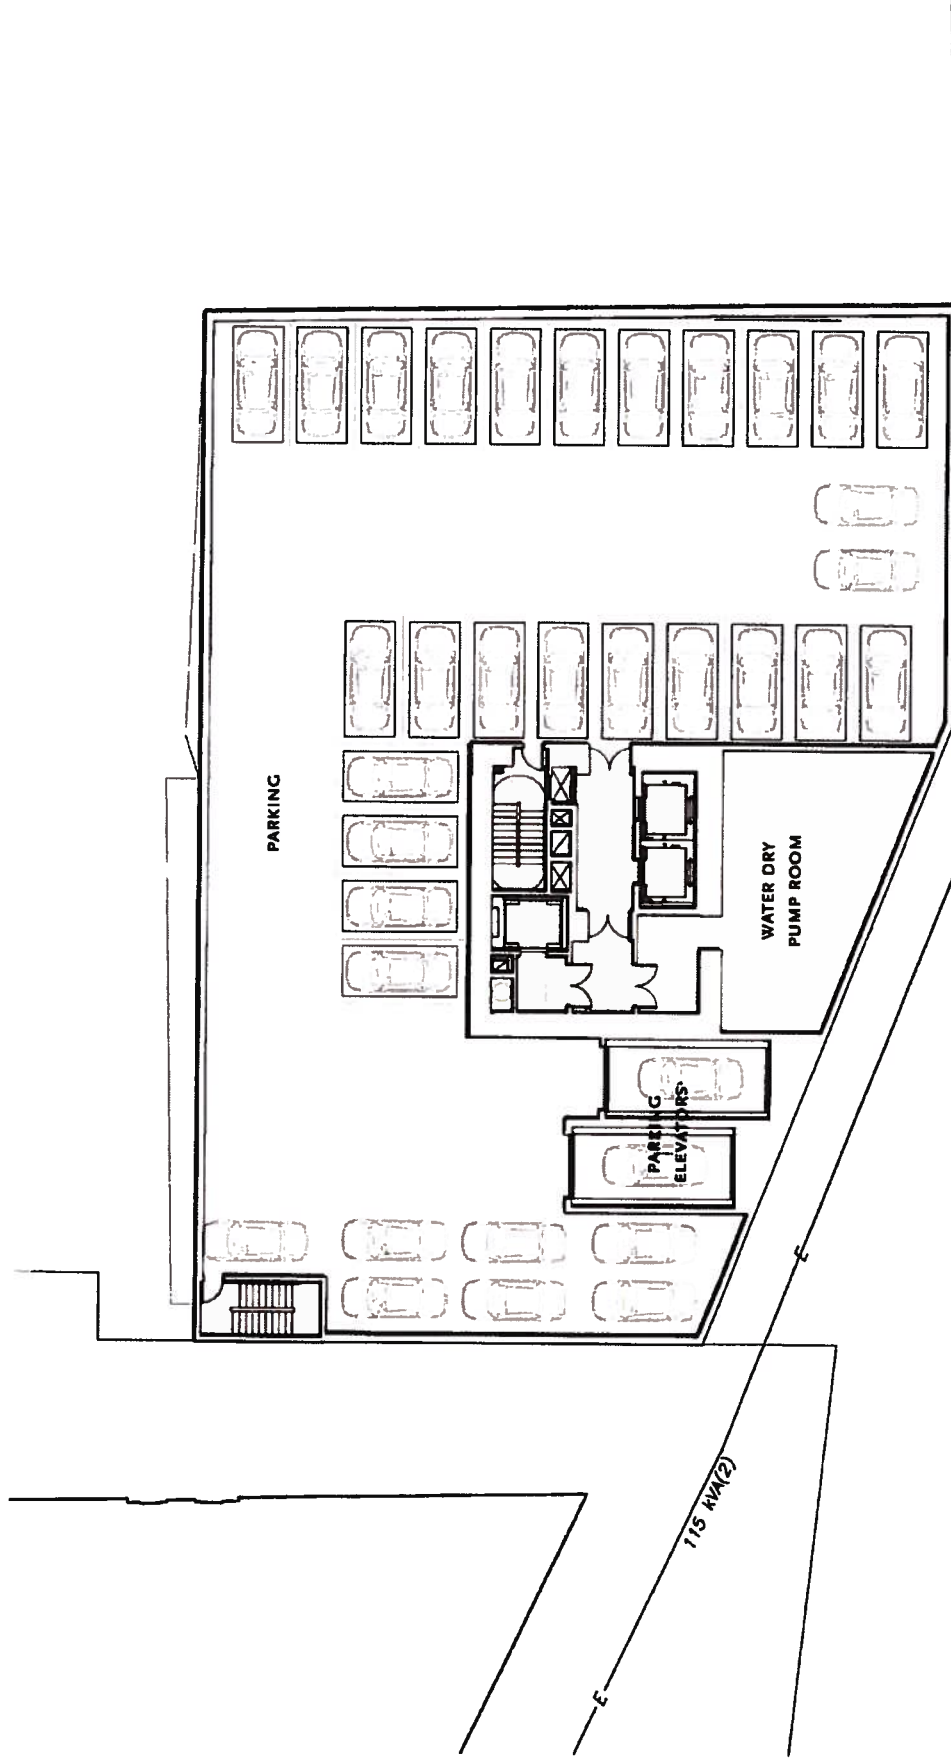 PARKING
WATER DRY
PUMP ROOM
PARKING
ELEVATORS
E
115 kVA(2)
E